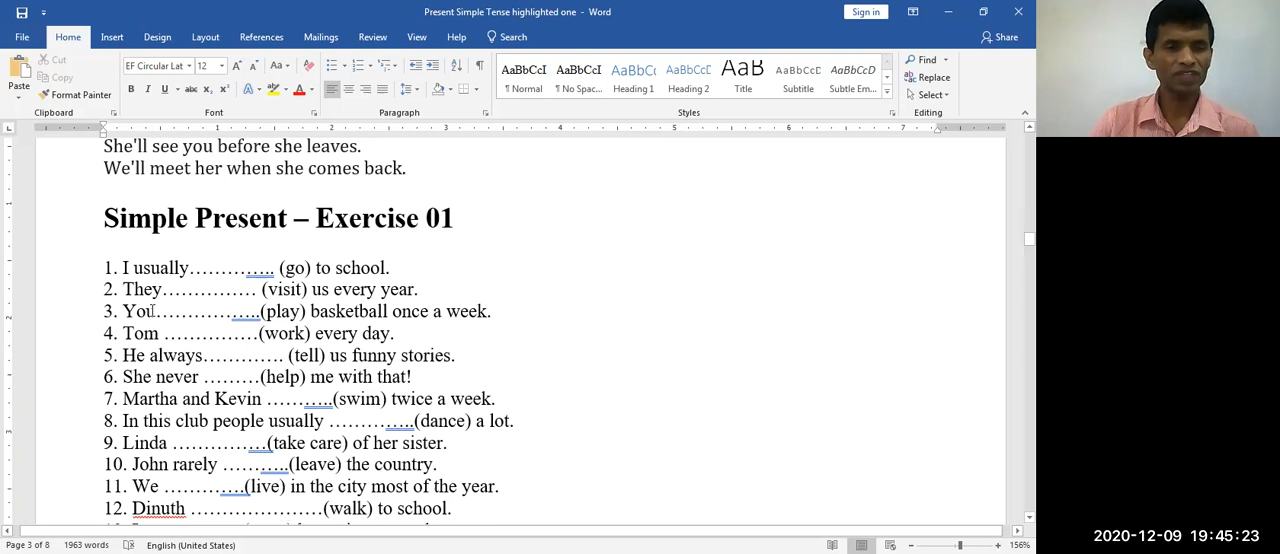 Present Simple Tense highlighted one - Word
Sign in
File Home Insert Design Layout References Mailings Review View Help Search Share
Cut
Copy
Paste
Format Painter
EF Circular Lat 12
AaBbCcI AaBbCcI AaBbCc AaBbCcI AaB AaBbCcD AaBbCcD
¶ Normal ¶ No Spac... Heading 1 Heading 2 Title Subtitle Subtle Em...
Find
Replace
Select
Clipboard Font Paragraph Styles Editing
She'll see you before she leaves.
We'll meet her when she comes back.
Simple Present – Exercise 01
1. I usually………….. (go) to school.
2. They…………… (visit) us every year.
3. You……………..(play) basketball once a week.
4. Tom ……………(work) every day.
5. He always…………. (tell) us funny stories.
6. She never ………(help) me with that!
7. Martha and Kevin ………..(swim) twice a week.
8. In this club people usually …………..(dance) a lot.
9. Linda ……………(take care) of her sister.
10. John rarely ………..(leave) the country.
11. We ………….(live) in the city most of the year.
12. Dinuth …………………(walk) to school.
Page 3 of 8 1963 words English (United States) 156%
2020-12-09 19:45:23